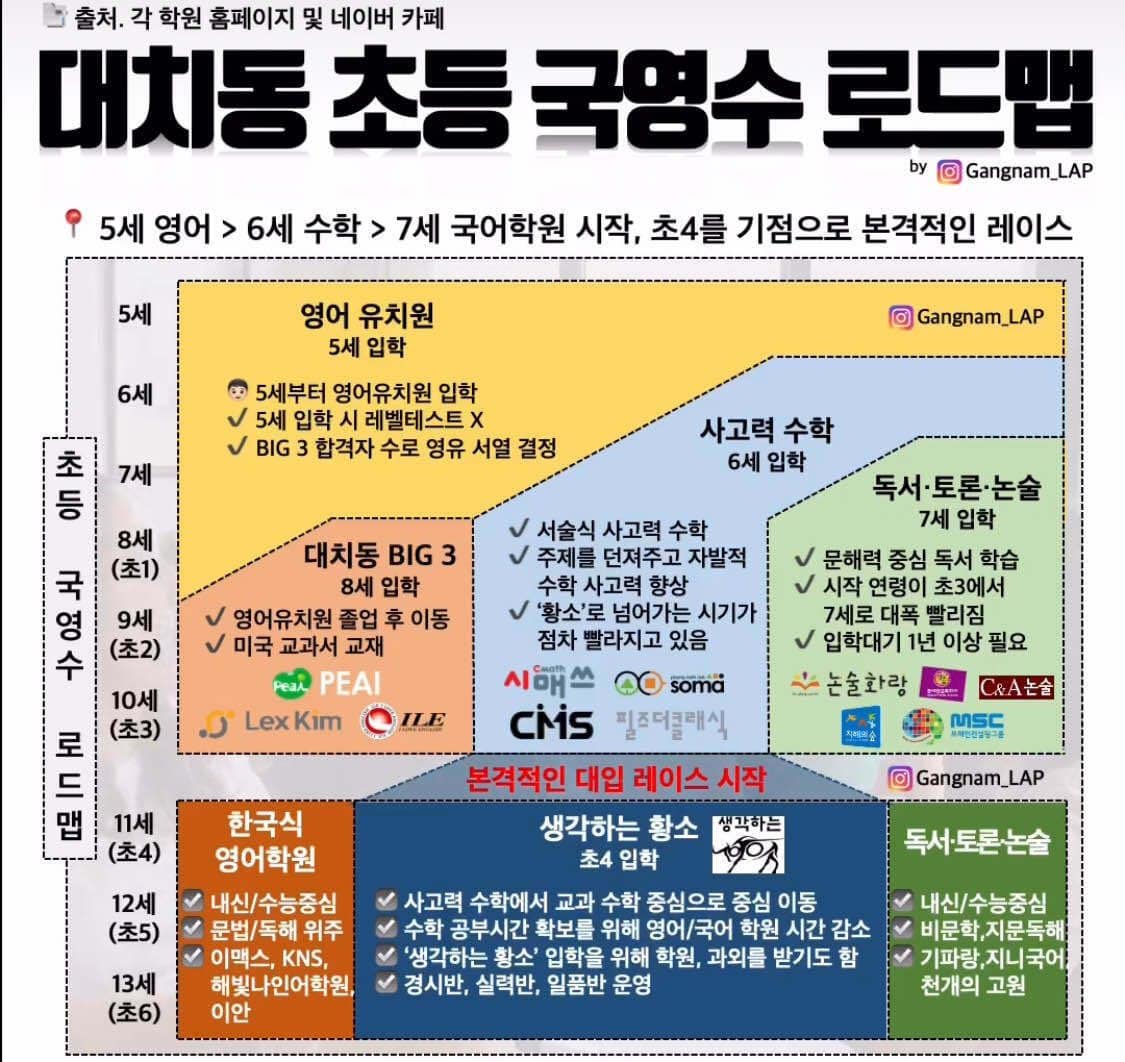 출처. 각 학원 홈페이지 및 네이버 카페
대치동 초등 국영수 로드맵
by Gangnam_LAP
5세 영어 > 6세 수학 > 7세 국어학원 시작, 초4를 기점으로 본격적인 레이스
초등 국영수 로드맵
5세
6세
7세
8세
(초1)
9세
(초2)
10세
(초3)
11세
(초4)
12세
(초5)
13세
(초6)
영어 유치원
5세 입학
Gangnam_LAP
5세부터 영어유치원 입학
✓ 5세 입학 시 레벨테스트 X
✓ BIG 3 합격자 수로 영유 서열 결정
대치동 BIG 3
8세 입학
✓ 영어유치원 졸업 후 이동
✓ 미국 교과서 교재
PEAI PEAI
Lex Kim ILE
사고력 수학
6세 입학
✓ 서술식 사고력 수학
✓ 주제를 던져주고 자발적
수학 사고력 향상
✓ ‘황소’로 넘어가는 시기가
점차 빨라지고 있음
Cmath
시매쓰 soma
CMS 필즈더클래식
독서·토론·논술
7세 입학
✓ 문해력 중심 독서 학습
✓ 시작 연령이 초3에서
7세로 대폭 빨라짐
✓ 입학대기 1년 이상 필요
논술화랑 C&A논술
지혜의숲 MSC
브레인컨설팅그룹
본격적인 대입 레이스 시작
Gangnam_LAP
한국식
영어학원
✓ 내신/수능중심
✓ 문법/독해 위주
✓ 이맥스, KNS,
해빛나인어학원,
이안
생각하는 황소
초4 입학
생각하는
✓ 사고력 수학에서 교과 수학 중심으로 중심 이동
✓ 수학 공부시간 확보를 위해 영어/국어 학원 시간 감소
✓ ‘생각하는 황소’ 입학을 위해 학원, 과외를 받기도 함
✓ 경시반, 실력반, 일품반 운영
독서·토론·논술
✓ 내신/수능중심
✓ 비문학,지문독해
✓ 기파랑,지니국어,
천개의 고원